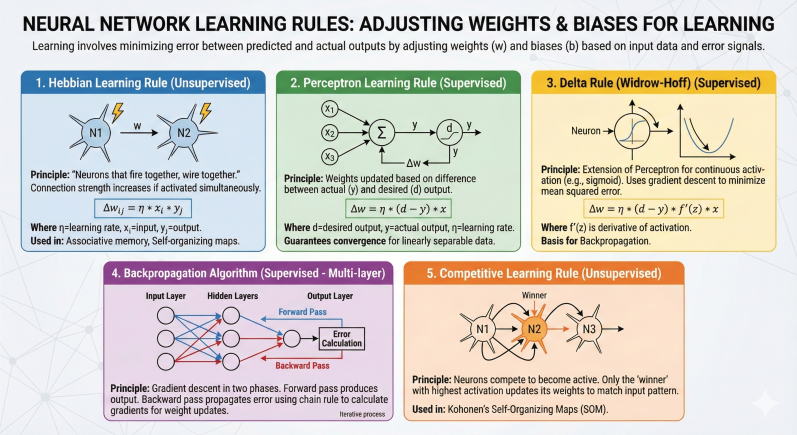 NEURAL NETWORK LEARNING RULES: ADJUSTING WEIGHTS & BIASES FOR LEARNING
Learning involves minimizing error between predicted and actual outputs by adjusting weights (w) and biases (b) based on input data and error signals.
1. Hebbian Learning Rule (Unsupervised)
N1
w
N2
Principle: "Neurons that fire together, wire together."
Connection strength increases if activated simultaneously.
Δwᵢⱼ = η * xᵢ * yⱼ
Where η=learning rate, xᵢ=input, yⱼ=output.
Used in: Associative memory, Self-organizing maps.
2. Perceptron Learning Rule (Supervised)
x₁
x₂
x₃
Σ
y
d
y
y
Δw
Principle: Weights updated based on difference
between actual (y) and desired (d) output.
Δw = η * (d − y) * x
Where d=desired output, y=actual output, η=learning rate.
Guarantees convergence for linearly separable data.
3. Delta Rule (Widrow-Hoff) (Supervised)
Neuron
Principle: Extension of Perceptron for continuous activ-
ation (e.g., sigmoid). Uses gradient descent to minimize
mean squared error.
Δw = η * (d − y) * f'(z) * x
Where f'(z) is derivative of activation.
Basis for Backpropagation.
4. Backpropagation Algorithm (Supervised - Multi-layer)
Input Layer
Hidden Layers
Output Layer
Forward Pass
Error
Calculation
Backward Pass
Principle: Gradient descent in two phases. Forward pass produces
output. Backward pass propagates error using chain rule to calculate
gradients for weight updates.
Iterative process
5. Competitive Learning Rule (Unsupervised)
Winner
N1
N2
N3
Principle: Neurons compete to become active. Only the 'winner'
with highest activation updates its weights to match input pattern.
Used in: Kohonen's Self-Organizing Maps (SOM).